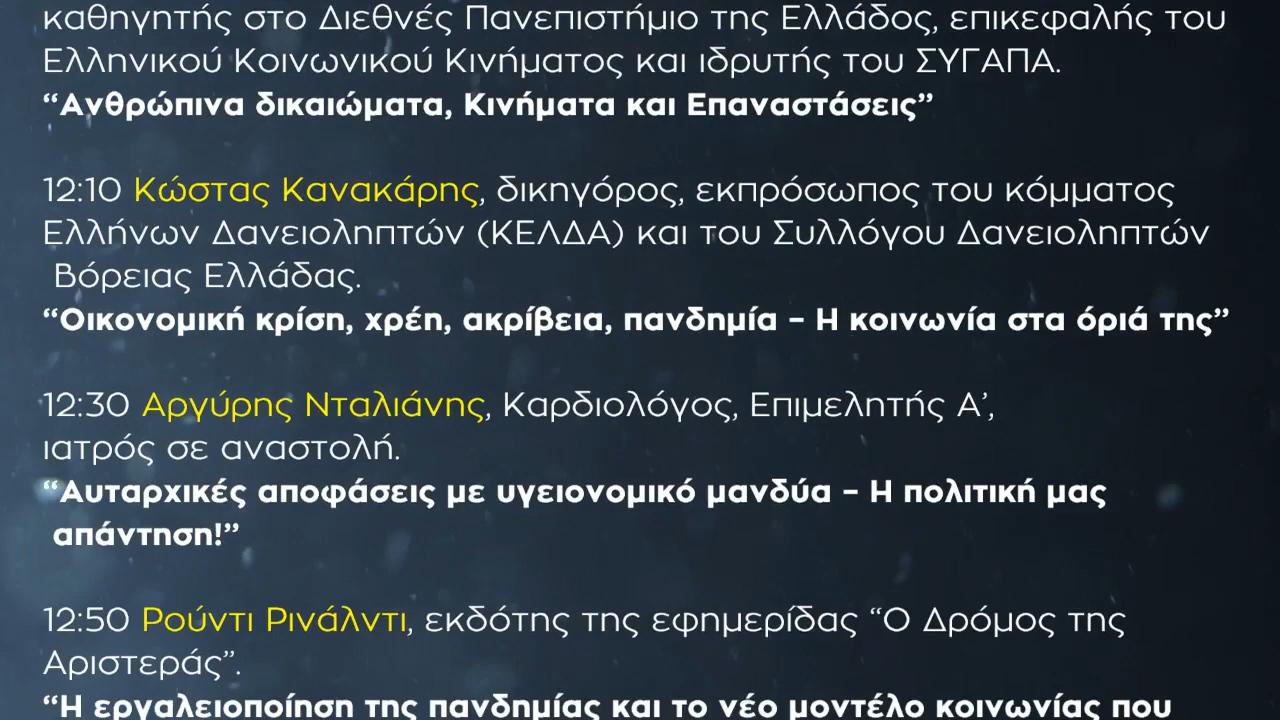 καθηγητής στο Διεθνές Πανεπιστήμιο της Ελλάδος, επικεφαλής του
Ελληνικού Κοινωνικού Κινήματος και ιδρυτής του ΣΥΓΑΠΑ.
“Ανθρώπινα δικαιώματα, Κινήματα και Επαναστάσεις”
12:10 Κώστας Κανακάρης, δικηγόρος, εκπρόσωπος του κόμματος
Ελλήνων Δανειοληπτών (ΚΕΛΔΑ) και του Συλλόγου Δανειοληπτών
Βόρειας Ελλάδας.
“Οικονομική κρίση, χρέη, ακρίβεια, πανδημία – Η κοινωνία στα όριά της”
12:30 Αργύρης Νταλιάνης, Καρδιολόγος, Επιμελητής Α’,
ιατρός σε αναστολή.
“Αυταρχικές αποφάσεις με υγειονομικό μανδύα – Η πολιτική μας
απάντηση!”
12:50 Ρούντι Ρινάλντι, εκδότης της εφημερίδας “Ο Δρόμος της
Αριστεράς”.
“Η εργαλειοποίηση της πανδημίας και το νέο μοντέλο κοινωνίας που